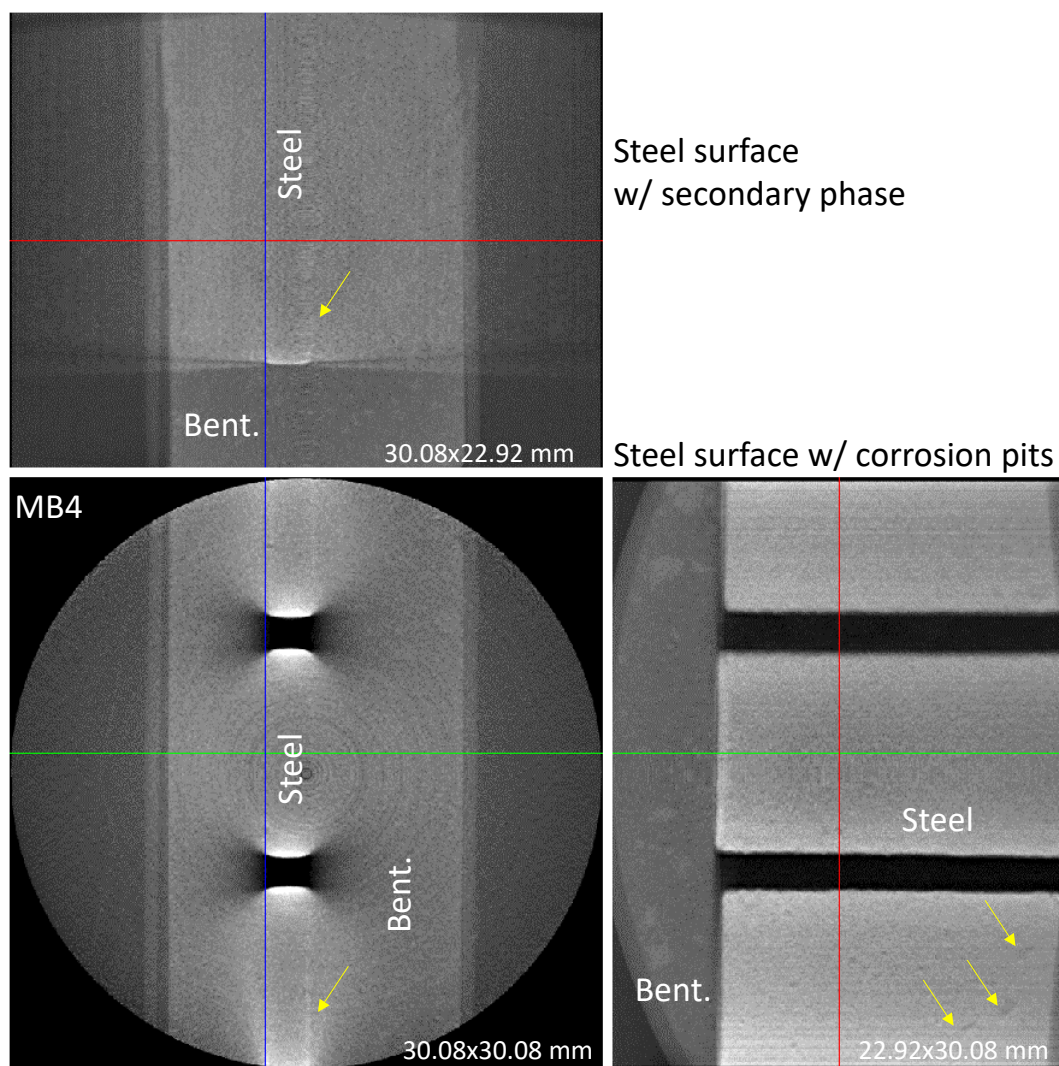 Steel
Steel surface
w/ secondary phase
Bent.
30.08x22.92 mm
Steel surface w/ corrosion pits
MB4
Steel
Bent.
30.08x30.08 mm
Steel
Bent.
22.92x30.08 mm